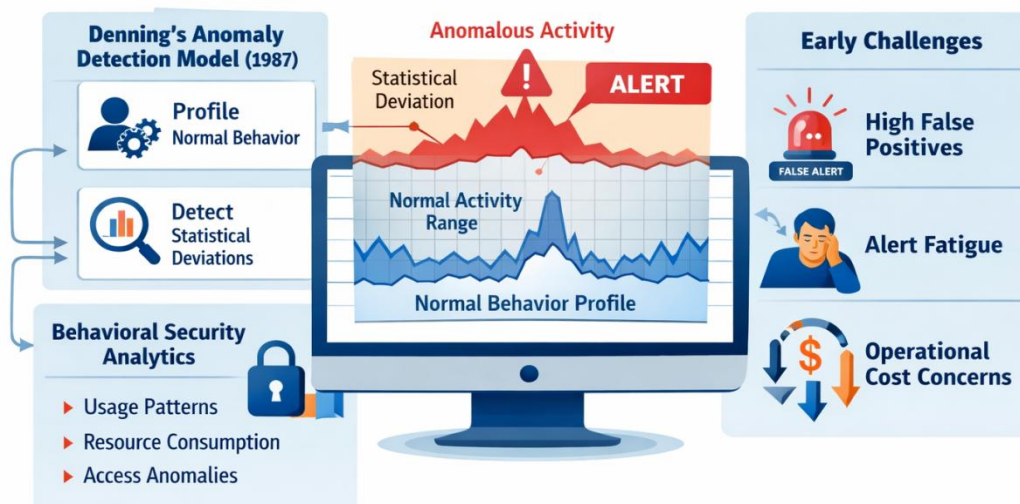 Denning's Anomaly
Detection Model (1987)
Profile
Normal Behavior
Detect
Statistical
Deviations
Behavioral Security
Analytics
Usage Patterns
Resource Consumption
Access Anomalies
Anomalous Activity
Statistical
Deviation
!
ALERT
Normal Activity
Range
Normal Behavior Profile
Early Challenges
High False
Positives
FALSE ALERT
Alert Fatigue
$
Operational
Cost Concerns